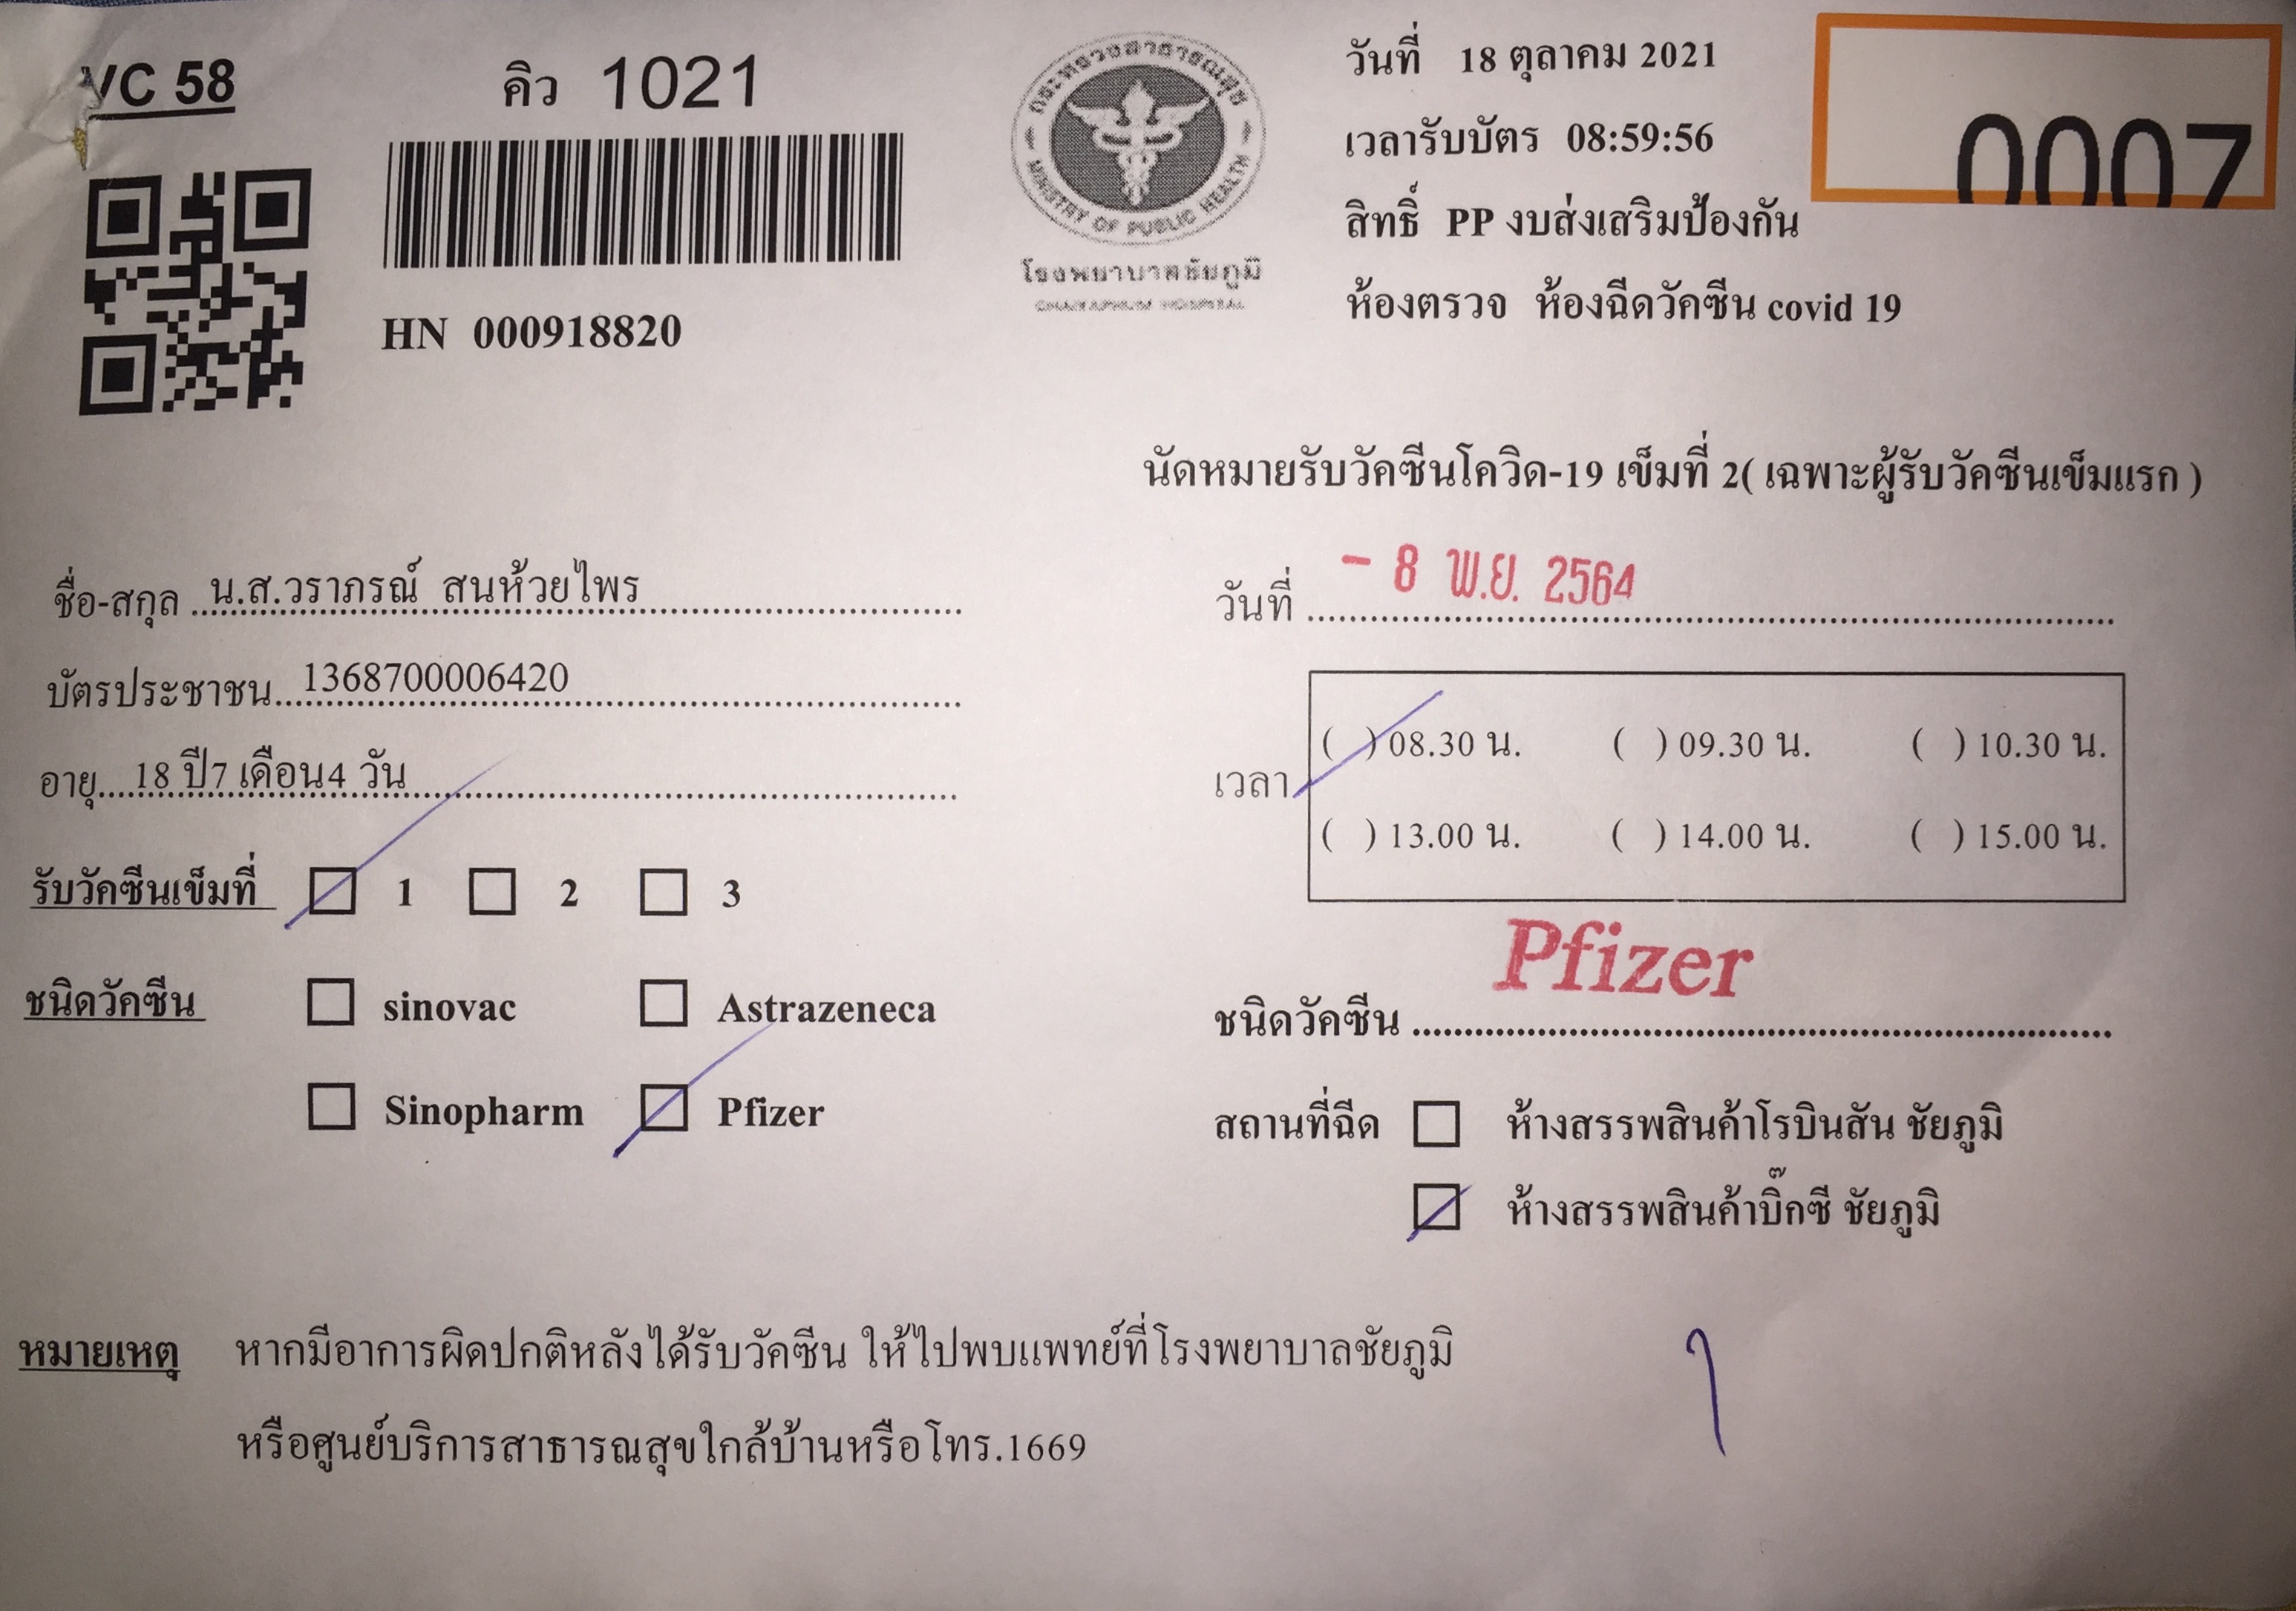 VC 58
คิว 1021
HN 000918820
กระทรวงสาธารณสุข
MINISTRY OF PUBLIC HEALTH
โรงพยาบาลชัยภูมิ
CHAIYAPHUM HOSPITAL
วันที่ 18 ตุลาคม 2021
เวลารับบัตร 08:59:56
สิทธิ์ PP งบส่งเสริมป้องกัน
ห้องตรวจ ห้องฉีดวัคซีน covid 19
0007
นัดหมายรับวัคซีนโควิด-19 เข็มที่ 2( เฉพาะผู้รับวัคซีนเข็มแรก )
ชื่อ-สกุล น.ส.วราภรณ์ สนห้วยไพร
บัตรประชาชน 1368700006420
อายุ 18 ปี7 เดือน4 วัน
รับวัคซีนเข็มที่ 1 2 3
ชนิดวัคซีน sinovac Astrazeneca
Sinopharm Pfizer
วันที่ - 8 พ.ย. 2564
เวลา
( ) 08.30 น. ( ) 09.30 น. ( ) 10.30 น.
( ) 13.00 น. ( ) 14.00 น. ( ) 15.00 น.
ชนิดวัคซีน Pfizer
สถานที่ฉีด ห้างสรรพสินค้าโรบินสัน ชัยภูมิ
ห้างสรรพสินค้าบิ๊กซี ชัยภูมิ
หมายเหตุ หากมีอาการผิดปกติหลังได้รับวัคซีน ให้ไปพบแพทย์ที่โรงพยาบาลชัยภูมิ
หรือศูนย์บริการสาธารณสุขใกล้บ้านหรือโทร.1669